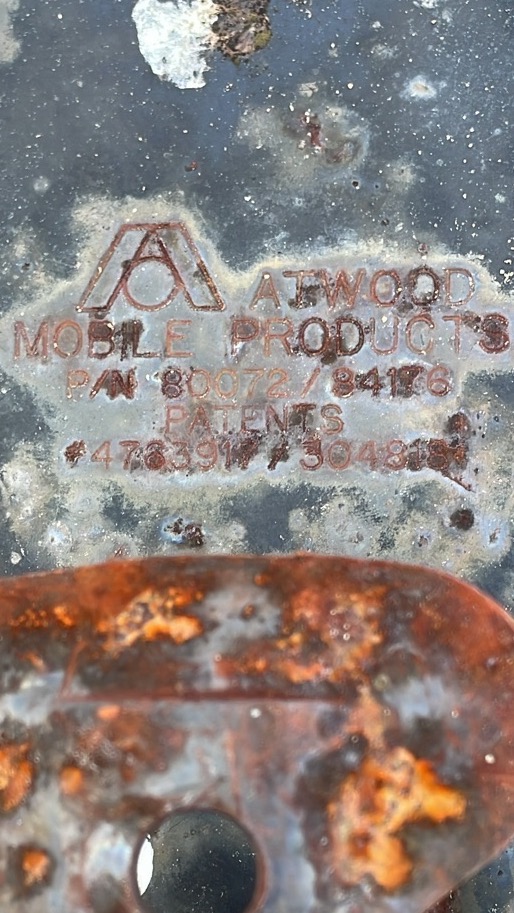 A ATWOOD
MOBILE PRODUCTS
P/N 80072 / 84176
PATENTS